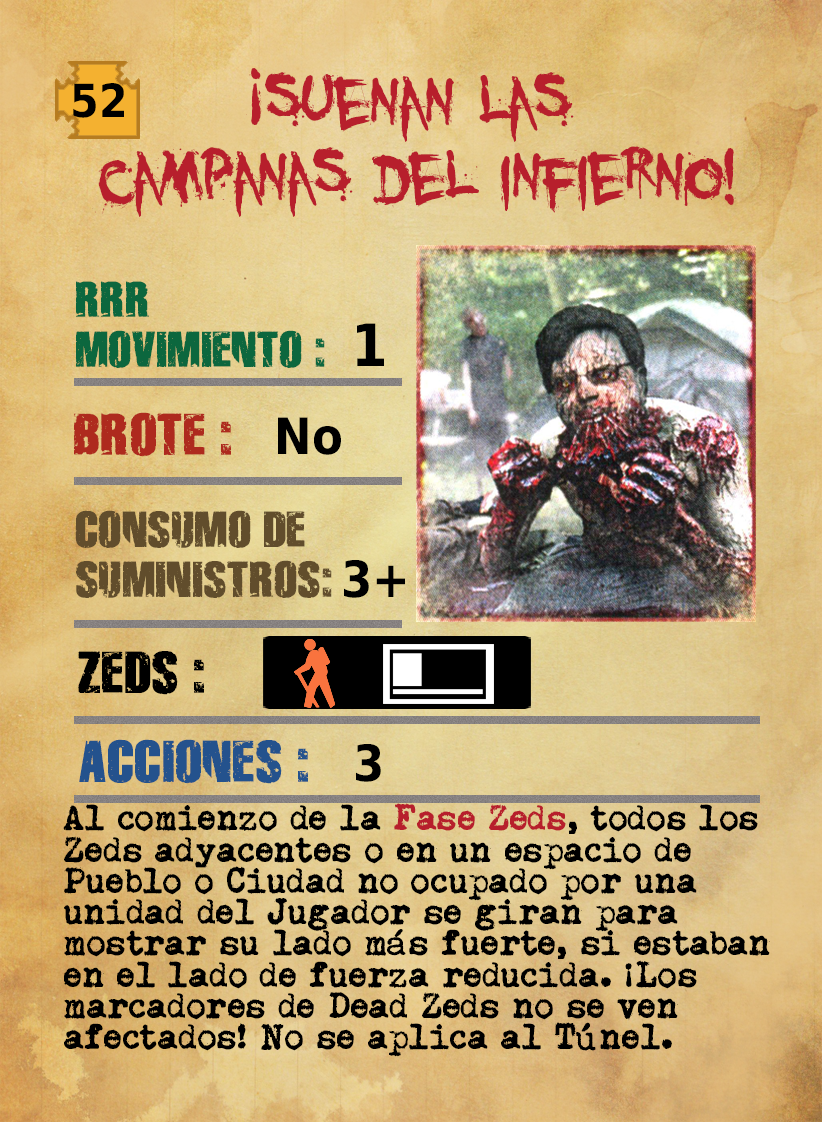 52
¡SUENAN LAS
CAMPANAS DEL INFIERNO!
RRR
MOVIMIENTO : 1
BROTE : No
CONSUMO DE
SUMINISTROS: 3+
ZEDS :
ACCIONES : 3
Al comienzo de la Fase Zeds, todos los
Zeds adyacentes o en un espacio de
Pueblo o Ciudad no ocupado por una
unidad del Jugador se giran para
mostrar su lado más fuerte, si estaban
en el lado de fuerza reducida. ¡Los
marcadores de Dead Zeds no se ven
afectados! No se aplica al Túnel.